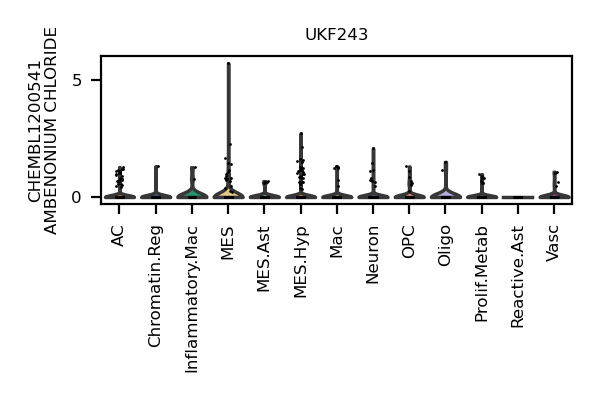 UKF243
CHEMBL1200541
AMBENONIUM CHLORIDE
5
0
AC
Chromatin.Reg
Inflammatory.Mac
MES
MES.Ast
MES.Hyp
Mac
Neuron
OPC
Oligo
Prolif.Metab
Reactive.Ast
Vasc